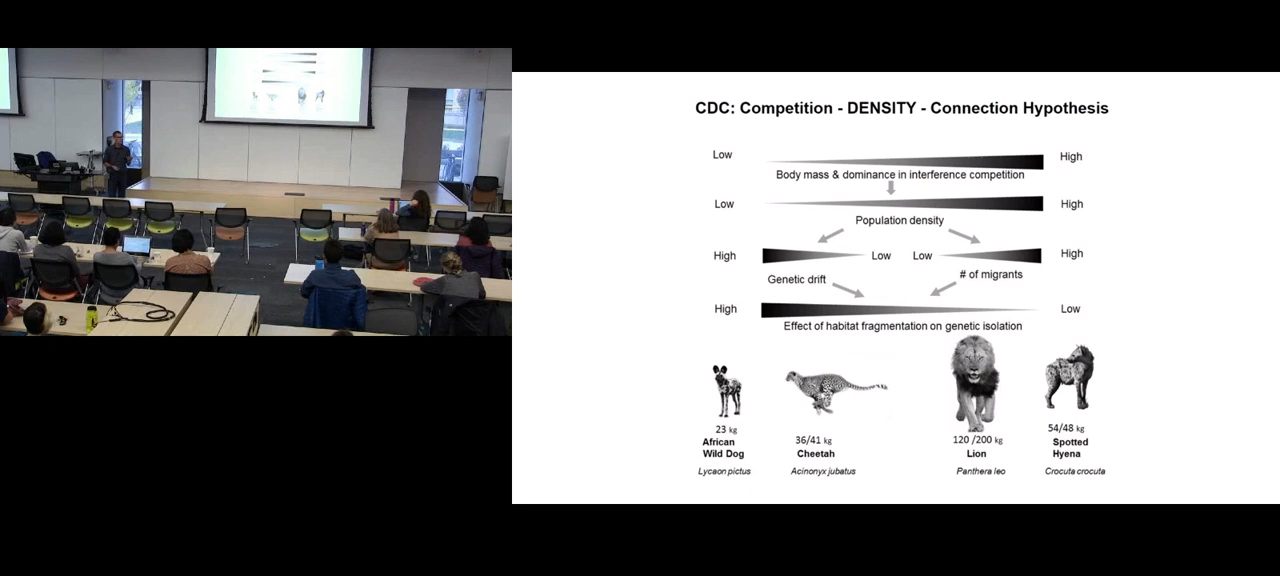 CDC: Competition - DENSITY - Connection Hypothesis
Low High
Body mass & dominance in interference competition
Low High
Population density
High Low Low High
Genetic drift # of migrants
High Low
Effect of habitat fragmentation on genetic isolation
23 kg 36/41 kg 120 /200 kg 54/48 kg
African Wild Dog Cheetah Lion Spotted Hyena
Lycaon pictus Acinonyx jubatus Panthera leo Crocuta crocuta